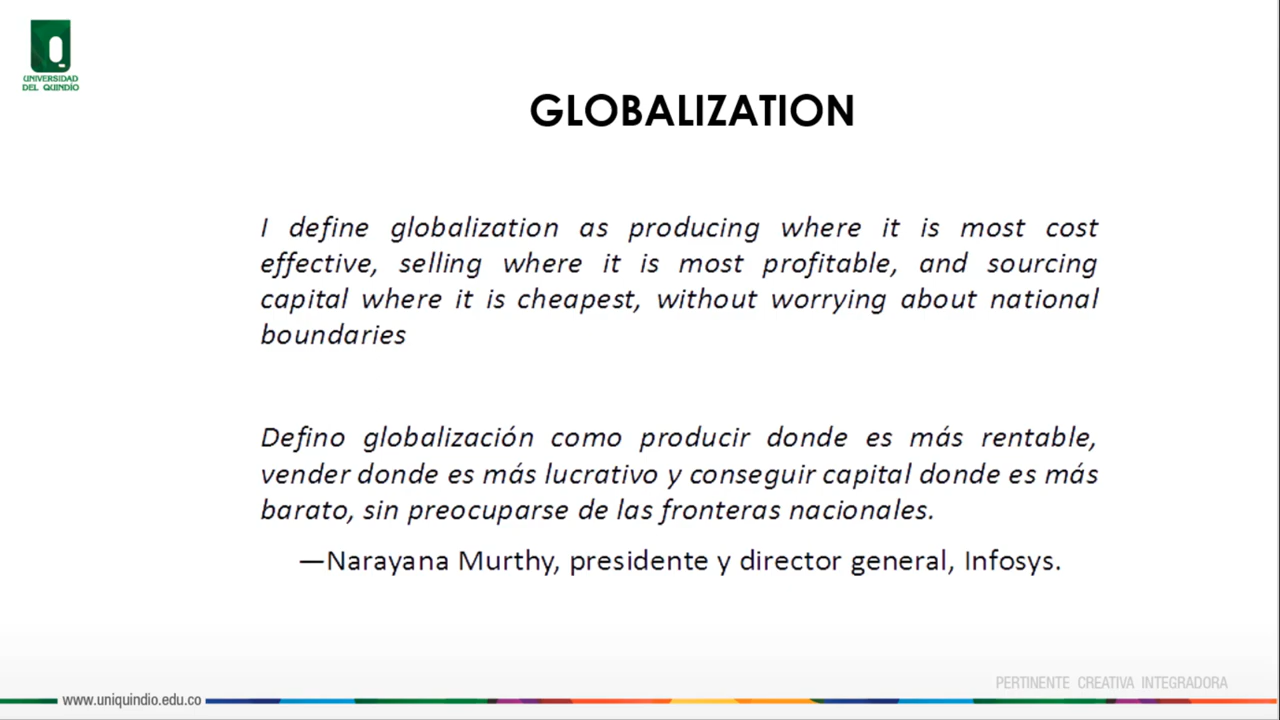 UNIVERSIDAD
DEL QUINDÍO
GLOBALIZATION
I define globalization as producing where it is most cost
effective, selling where it is most profitable, and sourcing
capital where it is cheapest, without worrying about national
boundaries
Defino globalización como producir donde es más rentable,
vender donde es más lucrativo y conseguir capital donde es más
barato, sin preocuparse de las fronteras nacionales.
—Narayana Murthy, presidente y director general, Infosys.
PERTINENTE CREATIVA INTEGRADORA
www.uniquindio.edu.co